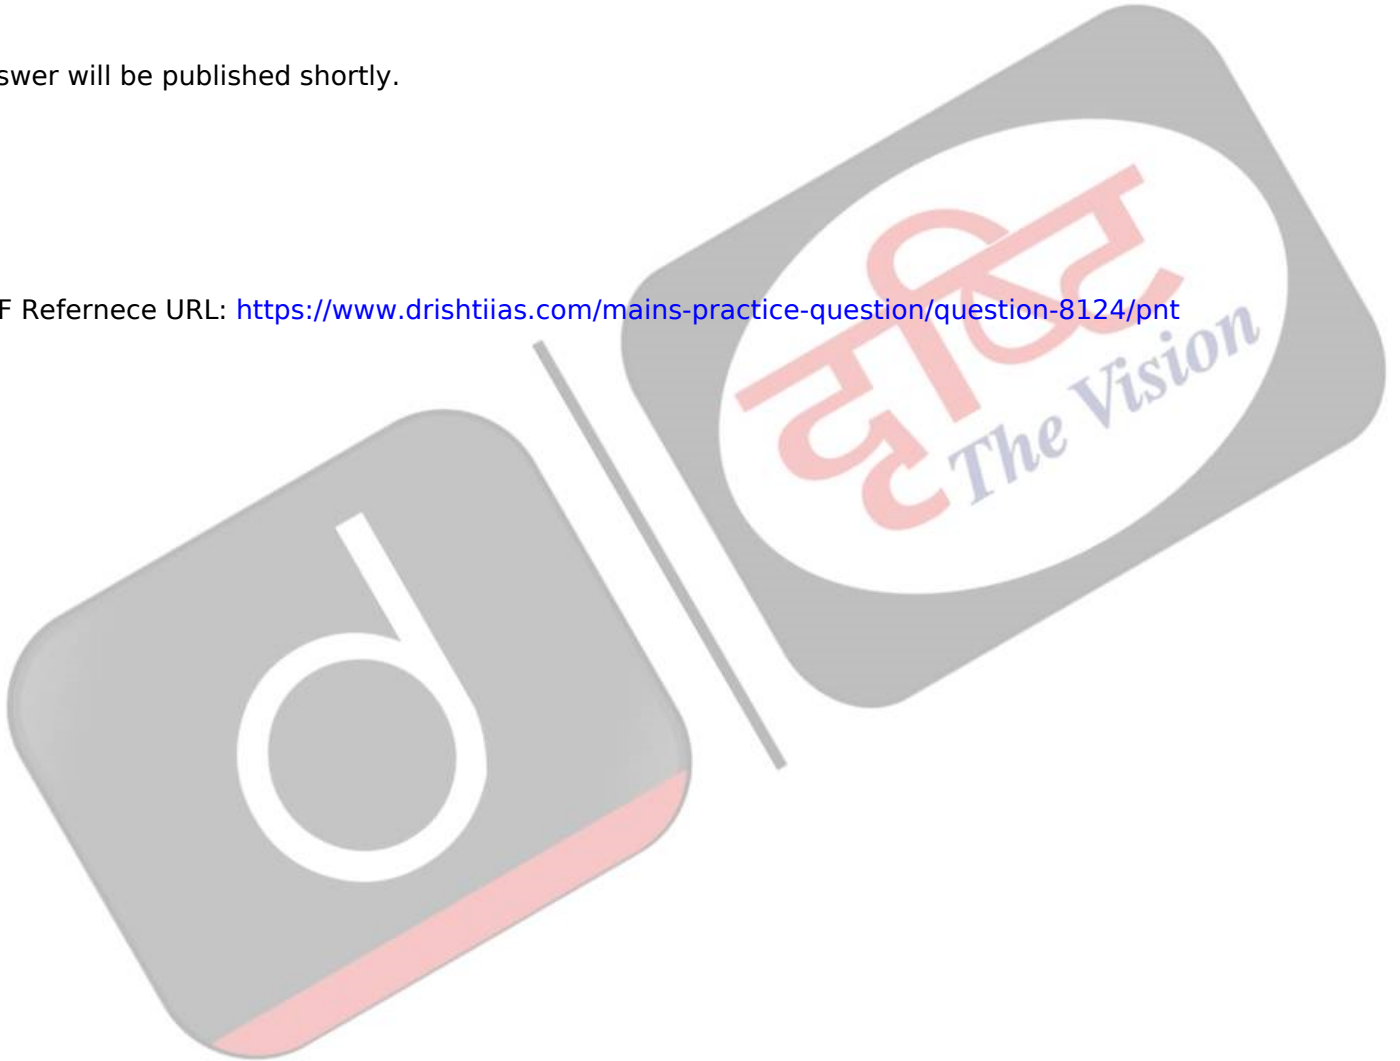 swer will be published shortly.
F Refernece URL: https://www.drishtiias.com/mains-practice-question/question-8124/pnt
दृष्टि
The Vision
d